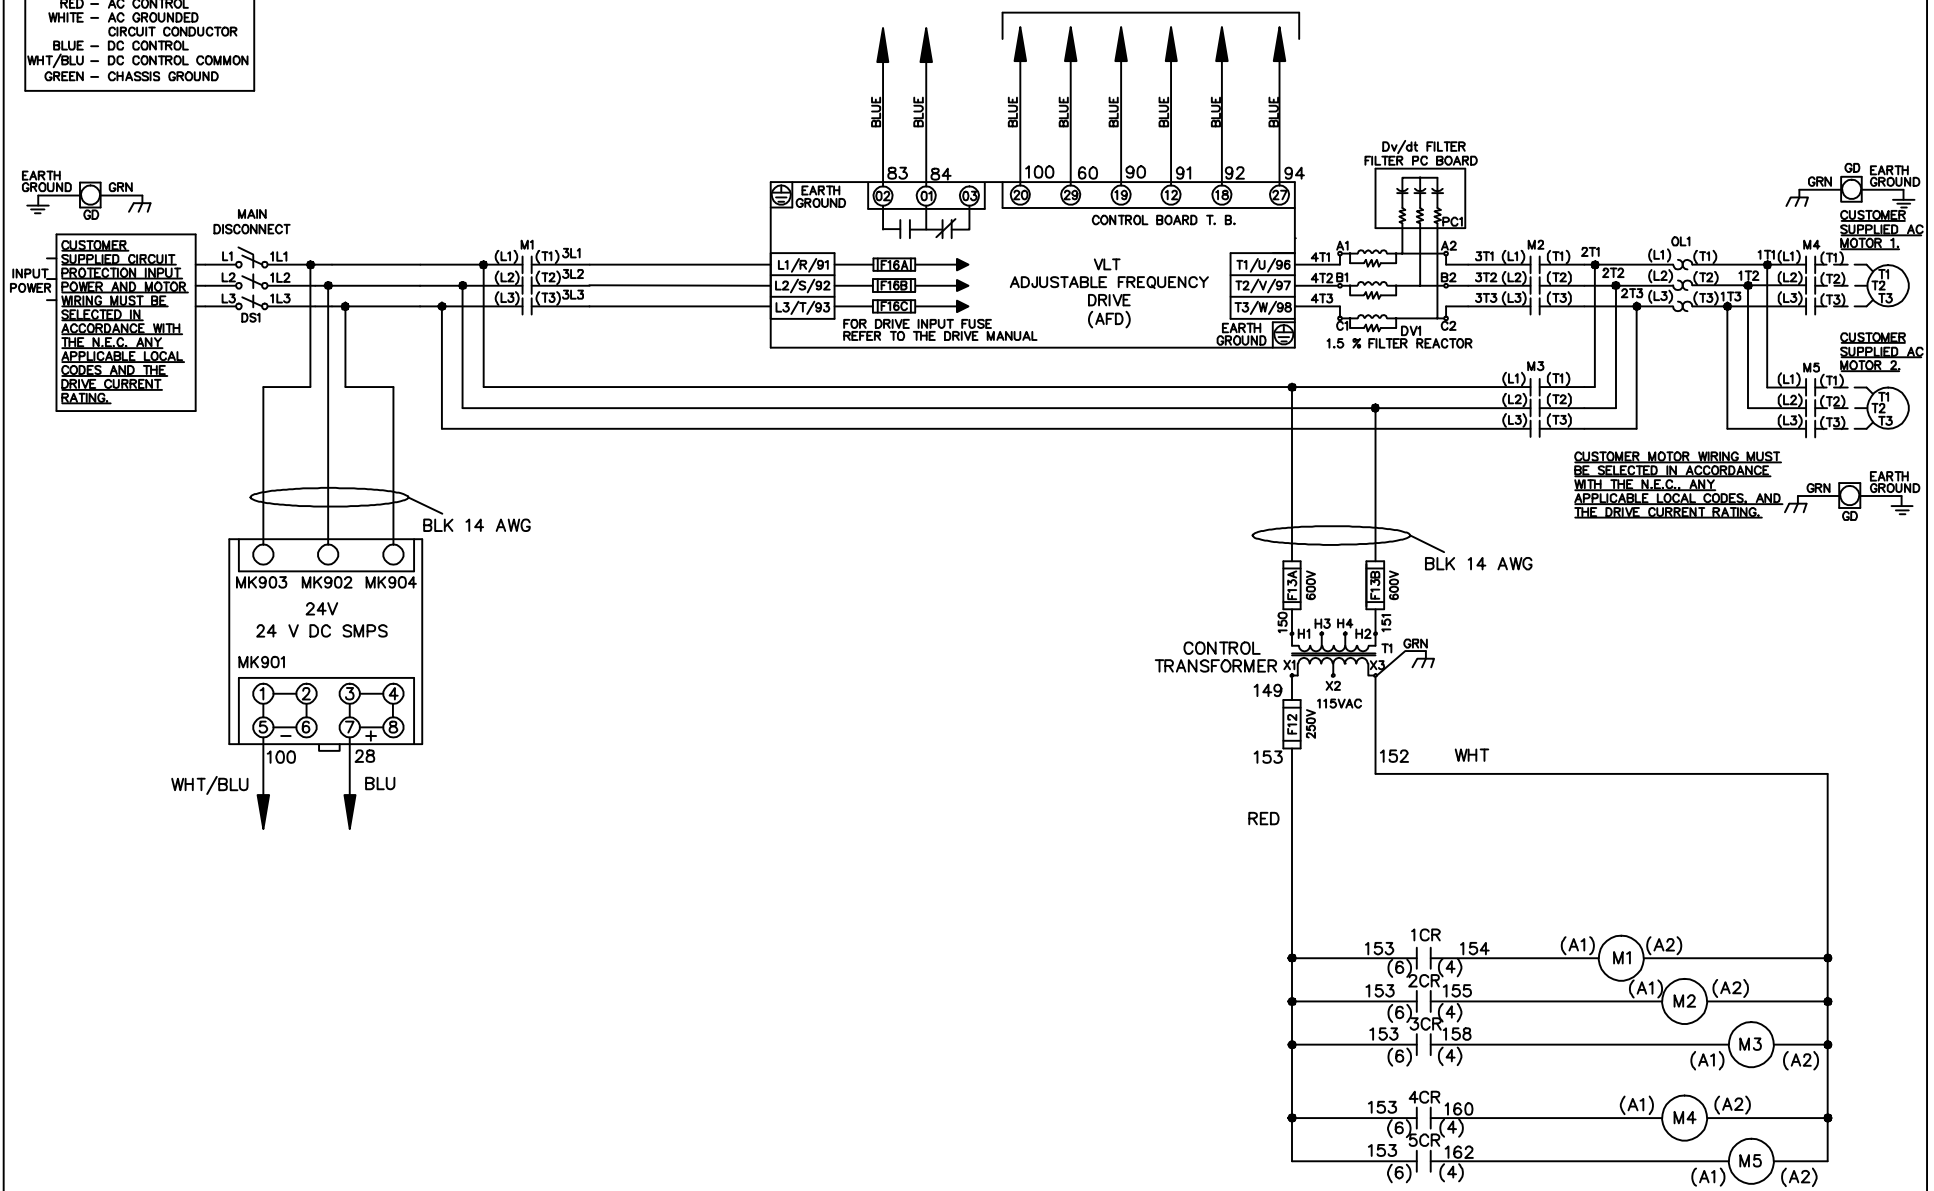 RED – AC CONTROL
WHITE – AC GROUNDED
CIRCUIT CONDUCTOR
BLUE – DC CONTROL
WHT/BLU – DC CONTROL COMMON
GREEN – CHASSIS GROUND
BLUE
BLUE
BLUE
BLUE
BLUE
BLUE
BLUE
BLUE
83
84
100
60
90
91
92
94
EARTH
GROUND
GRN
GD
MAIN
DISCONNECT
CUSTOMER
SUPPLIED CIRCUIT
PROTECTION INPUT
POWER AND MOTOR
WIRING MUST BE
SELECTED IN
ACCORDANCE WITH
THE N.E.C. ANY
APPLICABLE LOCAL
CODES AND THE
DRIVE CURRENT
RATING.
INPUT
POWER
L1 1L1
L2 1L2
L3 1L3
DS1
M1
(L1) (T1) 3L1
(L2) (T2) 3L2
(L3) (T3) 3L3
EARTH
GROUND
02 01 03
20 29 19 12 18 27
CONTROL BOARD T. B.
L1/R/91
L2/S/92
L3/T/93
F16A
F16B
F16C
FOR DRIVE INPUT FUSE
REFER TO THE DRIVE MANUAL
VLT
ADJUSTABLE FREQUENCY
DRIVE
(AFD)
T1/U/96
T2/V/97
T3/W/98
EARTH
GROUND
Dv/dt FILTER
FILTER PC BOARD
PC1
4T1 A1 A2
4T2 B1 B2
4T3
C1 DV1 C2
1.5 % FILTER REACTOR
M2
3T1 (L1) (T1) 2T1
3T2 (L2) (T2) 2T2
3T3 (L3) (T3) 2T3
OL1
(L1) (T1) 1T1
(L2) (T2) 1T2
(L3) (T3) 1T3
M4
(L1) (T1)
(L2) (T2)
(L3) (T3)
T1
T2
T3
GRN
GD
EARTH
GROUND
CUSTOMER
SUPPLIED AC
MOTOR 1.
M3
(L1) (T1)
(L2) (T2)
(L3) (T3)
M5
(L1) (T1)
(L2) (T2)
(L3) (T3)
T1
T2
T3
CUSTOMER
SUPPLIED AC
MOTOR 2.
CUSTOMER MOTOR WIRING MUST
BE SELECTED IN ACCORDANCE
WITH THE N.E.C., ANY
APPLICABLE LOCAL CODES, AND
THE DRIVE CURRENT RATING.
GRN
GD
EARTH
GROUND
BLK 14 AWG
MK903 MK902 MK904
24V
24 V DC SMPS
MK901
1 2 3 4
5 6 7 8
– +
100
28
WHT/BLU
BLU
BLK 14 AWG
F13A
600V
F13B
600V
150
151
H1 H3 H4 H2
T1
GRN
CONTROL
TRANSFORMER
X1 X2 X3
149
115VAC
F12
250V
153
152
WHT
RED
1CR
153 154 (A1) M1 (A2)
(6) (4)
2CR
153 155 (A1) M2 (A2)
(6) (4)
3CR
153 158 M3
(6) (4) (A1) (A2)
4CR
153 160 (A1) M4 (A2)
(6) (4)
5CR
153 162 M5
(6) (4) (A1) (A2)